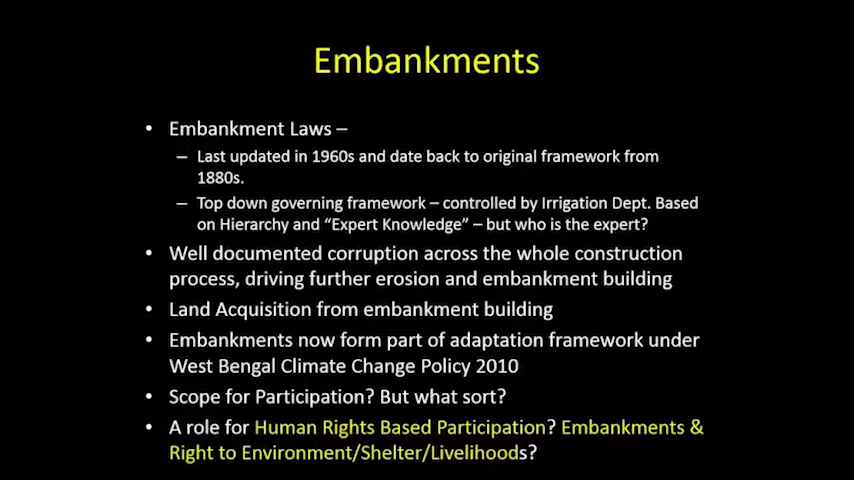 Embankments
• Embankment Laws –
– Last updated in 1960s and date back to original framework from
1880s.
– Top down governing framework – controlled by Irrigation Dept. Based
on Hierarchy and “Expert Knowledge” – but who is the expert?
• Well documented corruption across the whole construction
process, driving further erosion and embankment building
• Land Acquisition from embankment building
• Embankments now form part of adaptation framework under
West Bengal Climate Change Policy 2010
• Scope for Participation? But what sort?
• A role for Human Rights Based Participation? Embankments &
Right to Environment/Shelter/Livelihoods?